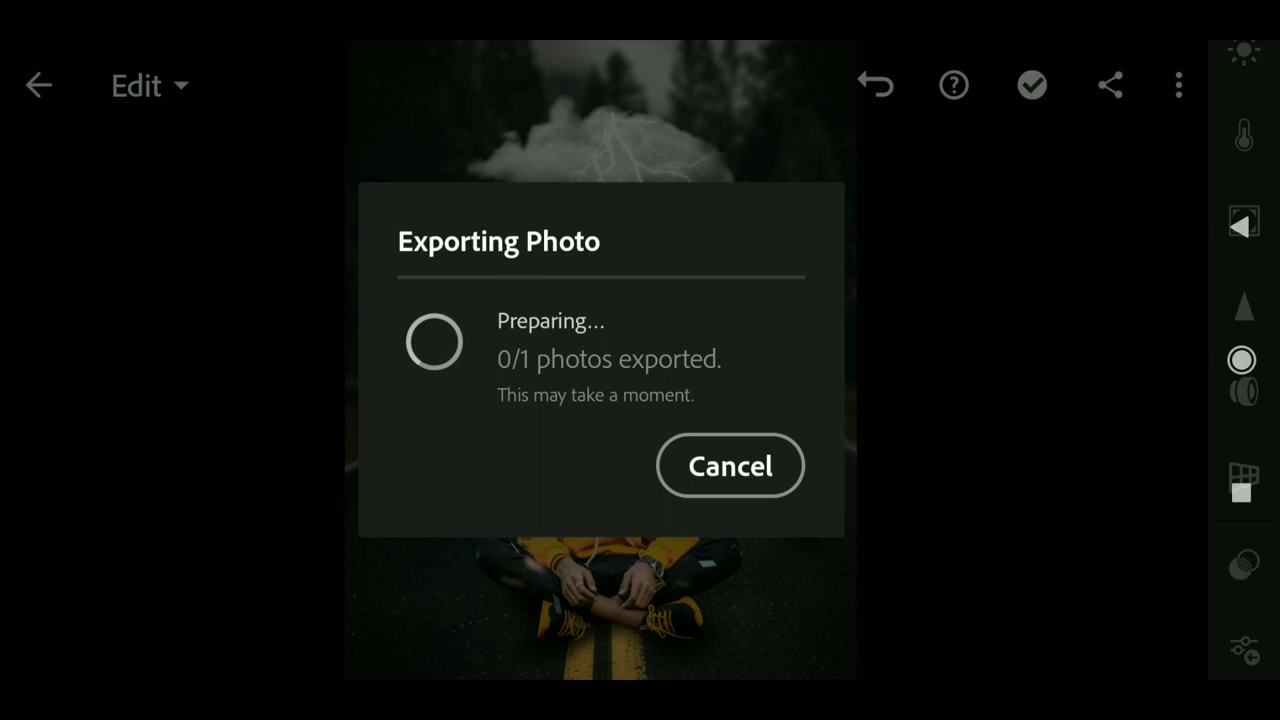 Edit
Exporting Photo
Preparing...
0/1 photos exported.
This may take a moment.
Cancel